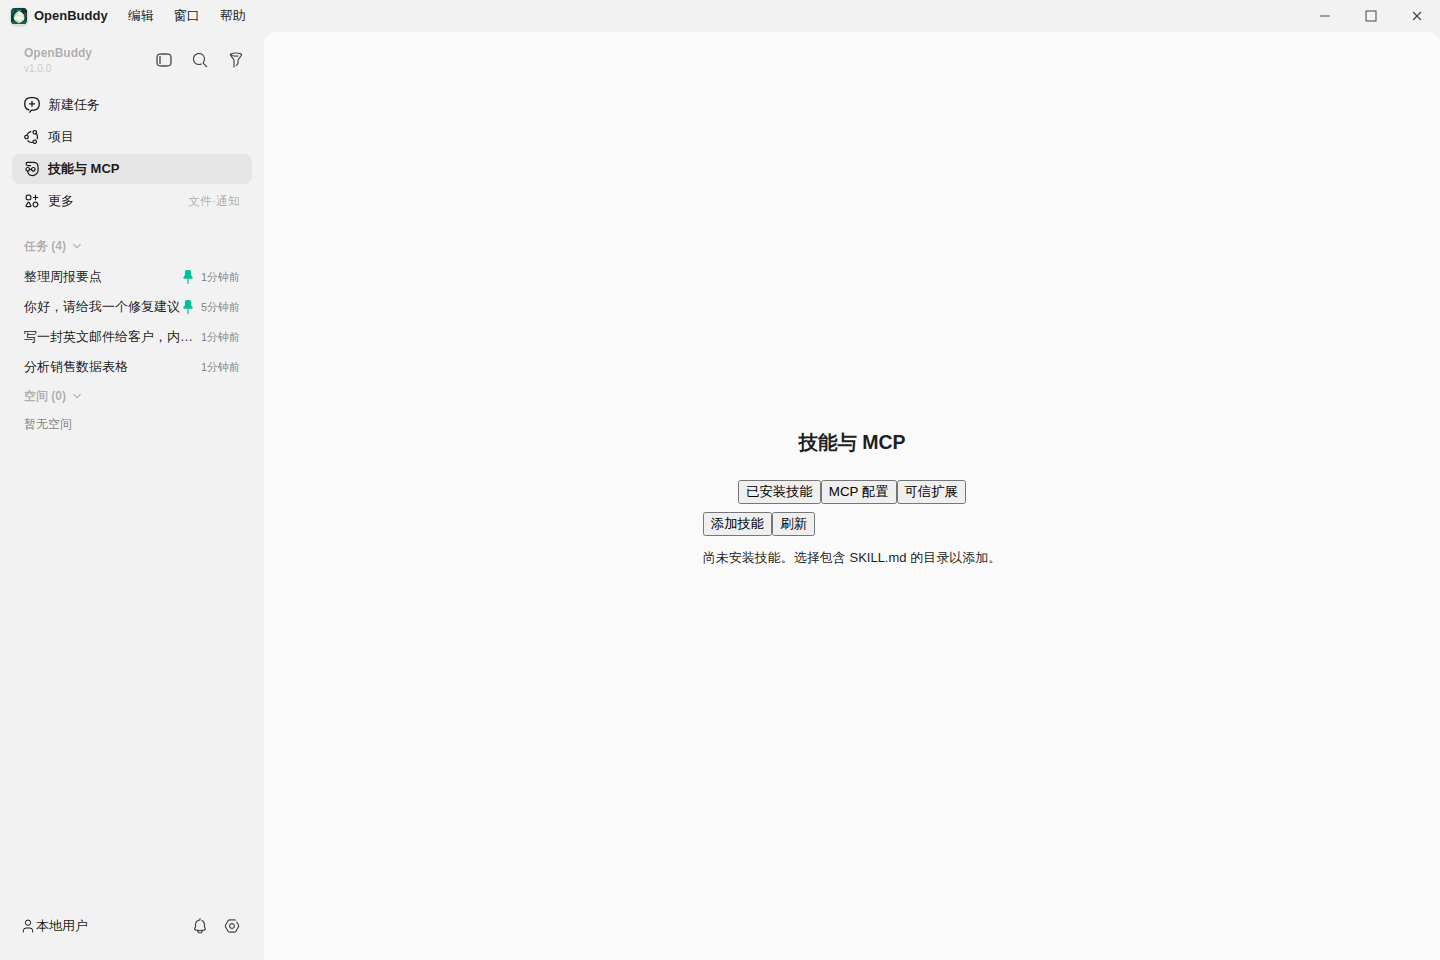 OpenBuddy 编辑 窗口 帮助
OpenBuddy
v1.0.0
新建任务
项目
技能与 MCP
更多 文件·通知
任务 (4)
整理周报要点 1分钟前
你好，请给我一个修复建议 5分钟前
写一封英文邮件给客户，内… 1分钟前
分析销售数据表格 1分钟前
空间 (0)
暂无空间
本地用户
技能与 MCP
已安装技能 MCP 配置 可信扩展
添加技能 刷新
尚未安装技能。选择包含 SKILL.md 的目录以添加。